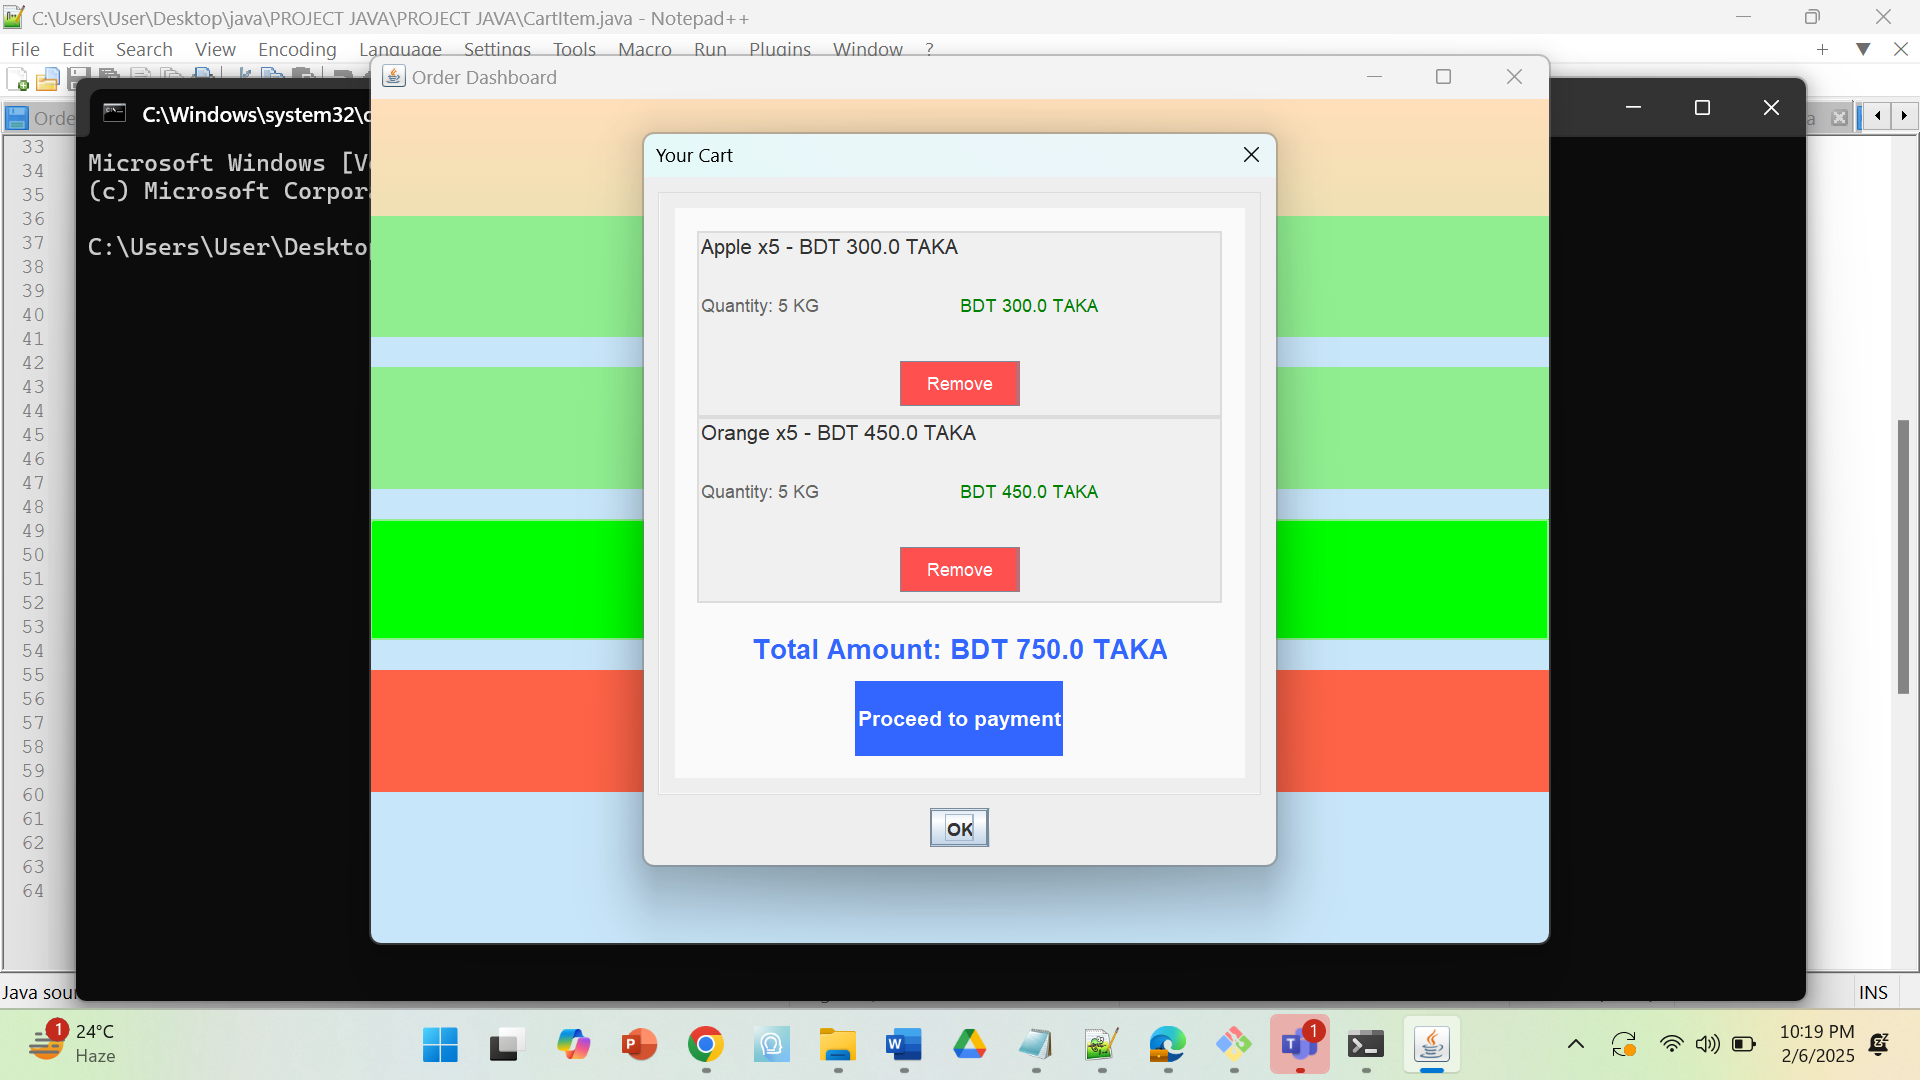 C:\Users\User\Desktop\java\PROJECT JAVA\PROJECT JAVA\CartItem.java - Notepad++
File Edit Search View Encoding Language Settings Tools Macro Run Plugins Window ?
Order Dashboard
C:\Windows\system32\c
Orde
a
Microsoft Windows [V
(c) Microsoft Corpor
C:\Users\User\Deskto
33
34
35
36
37
38
39
40
41
42
43
44
45
46
47
48
49
50
51
52
53
54
55
56
57
58
59
60
61
62
63
64
Your Cart
Apple x5 - BDT 300.0 TAKA
Quantity: 5 KG BDT 300.0 TAKA
Remove
Orange x5 - BDT 450.0 TAKA
Quantity: 5 KG BDT 450.0 TAKA
Remove
Total Amount: BDT 750.0 TAKA
Proceed to payment
OK
Java sour
INS
1
24°C
Haze
1
10:19 PM
2/6/2025